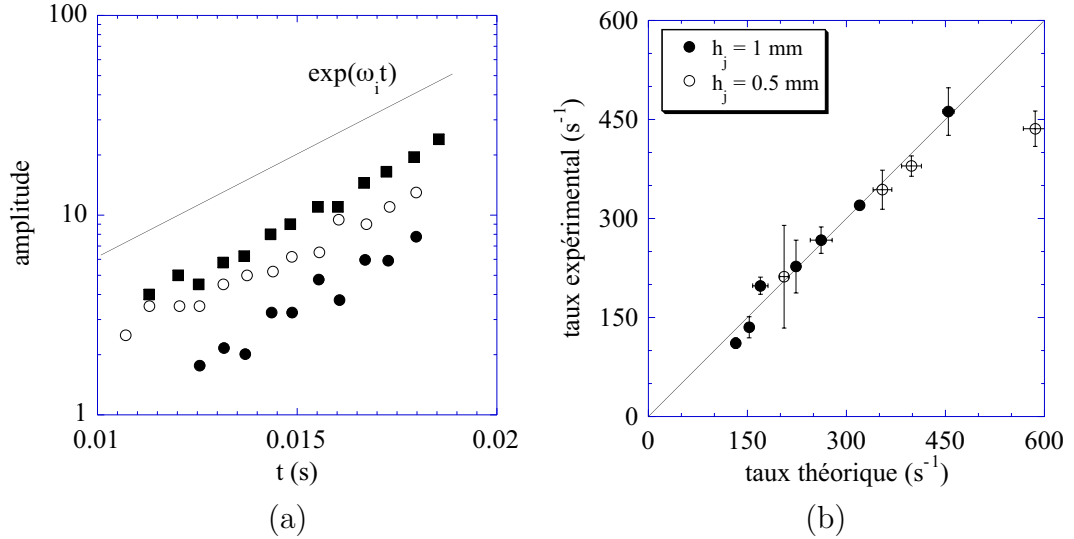 100
10
1
amplitude
exp(ω_i t)
0.01 0.015 0.02
t (s)
(a)
600
450
300
150
0
taux expérimental (s⁻¹)
h_j = 1 mm
h_j = 0.5 mm
0 150 300 450 600
taux théorique (s⁻¹)
(b)